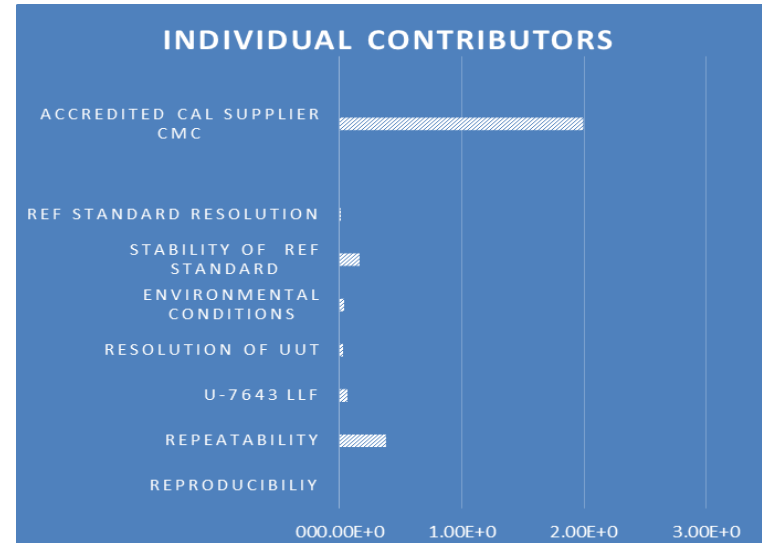 INDIVIDUAL CONTRIBUTORS
ACCREDITED CAL SUPPLIER
CMC
REF STANDARD RESOLUTION
STABILITY OF REF
STANDARD
ENVIRONMENTAL
CONDITIONS
RESOLUTION OF UUT
U-7643 LLF
REPEATABILITY
REPRODUCIBILIY
000.00E+0 1.00E+0 2.00E+0 3.00E+0